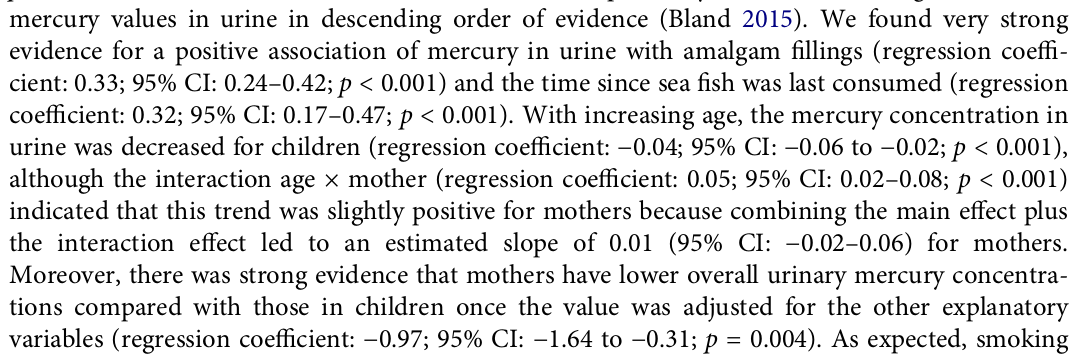 mercury values in urine in descending order of evidence (Bland 2015). We found very strong
evidence for a positive association of mercury in urine with amalgam fillings (regression coeffi-
cient: 0.33; 95% CI: 0.24–0.42; p < 0.001) and the time since sea fish was last consumed (regression
coefficient: 0.32; 95% CI: 0.17–0.47; p < 0.001). With increasing age, the mercury concentration in
urine was decreased for children (regression coefficient: −0.04; 95% CI: −0.06 to −0.02; p < 0.001),
although the interaction age × mother (regression coefficient: 0.05; 95% CI: 0.02–0.08; p < 0.001)
indicated that this trend was slightly positive for mothers because combining the main effect plus
the interaction effect led to an estimated slope of 0.01 (95% CI: −0.02–0.06) for mothers.
Moreover, there was strong evidence that mothers have lower overall urinary mercury concentra-
tions compared with those in children once the value was adjusted for the other explanatory
variables (regression coefficient: −0.97; 95% CI: −1.64 to −0.31; p = 0.004). As expected, smoking